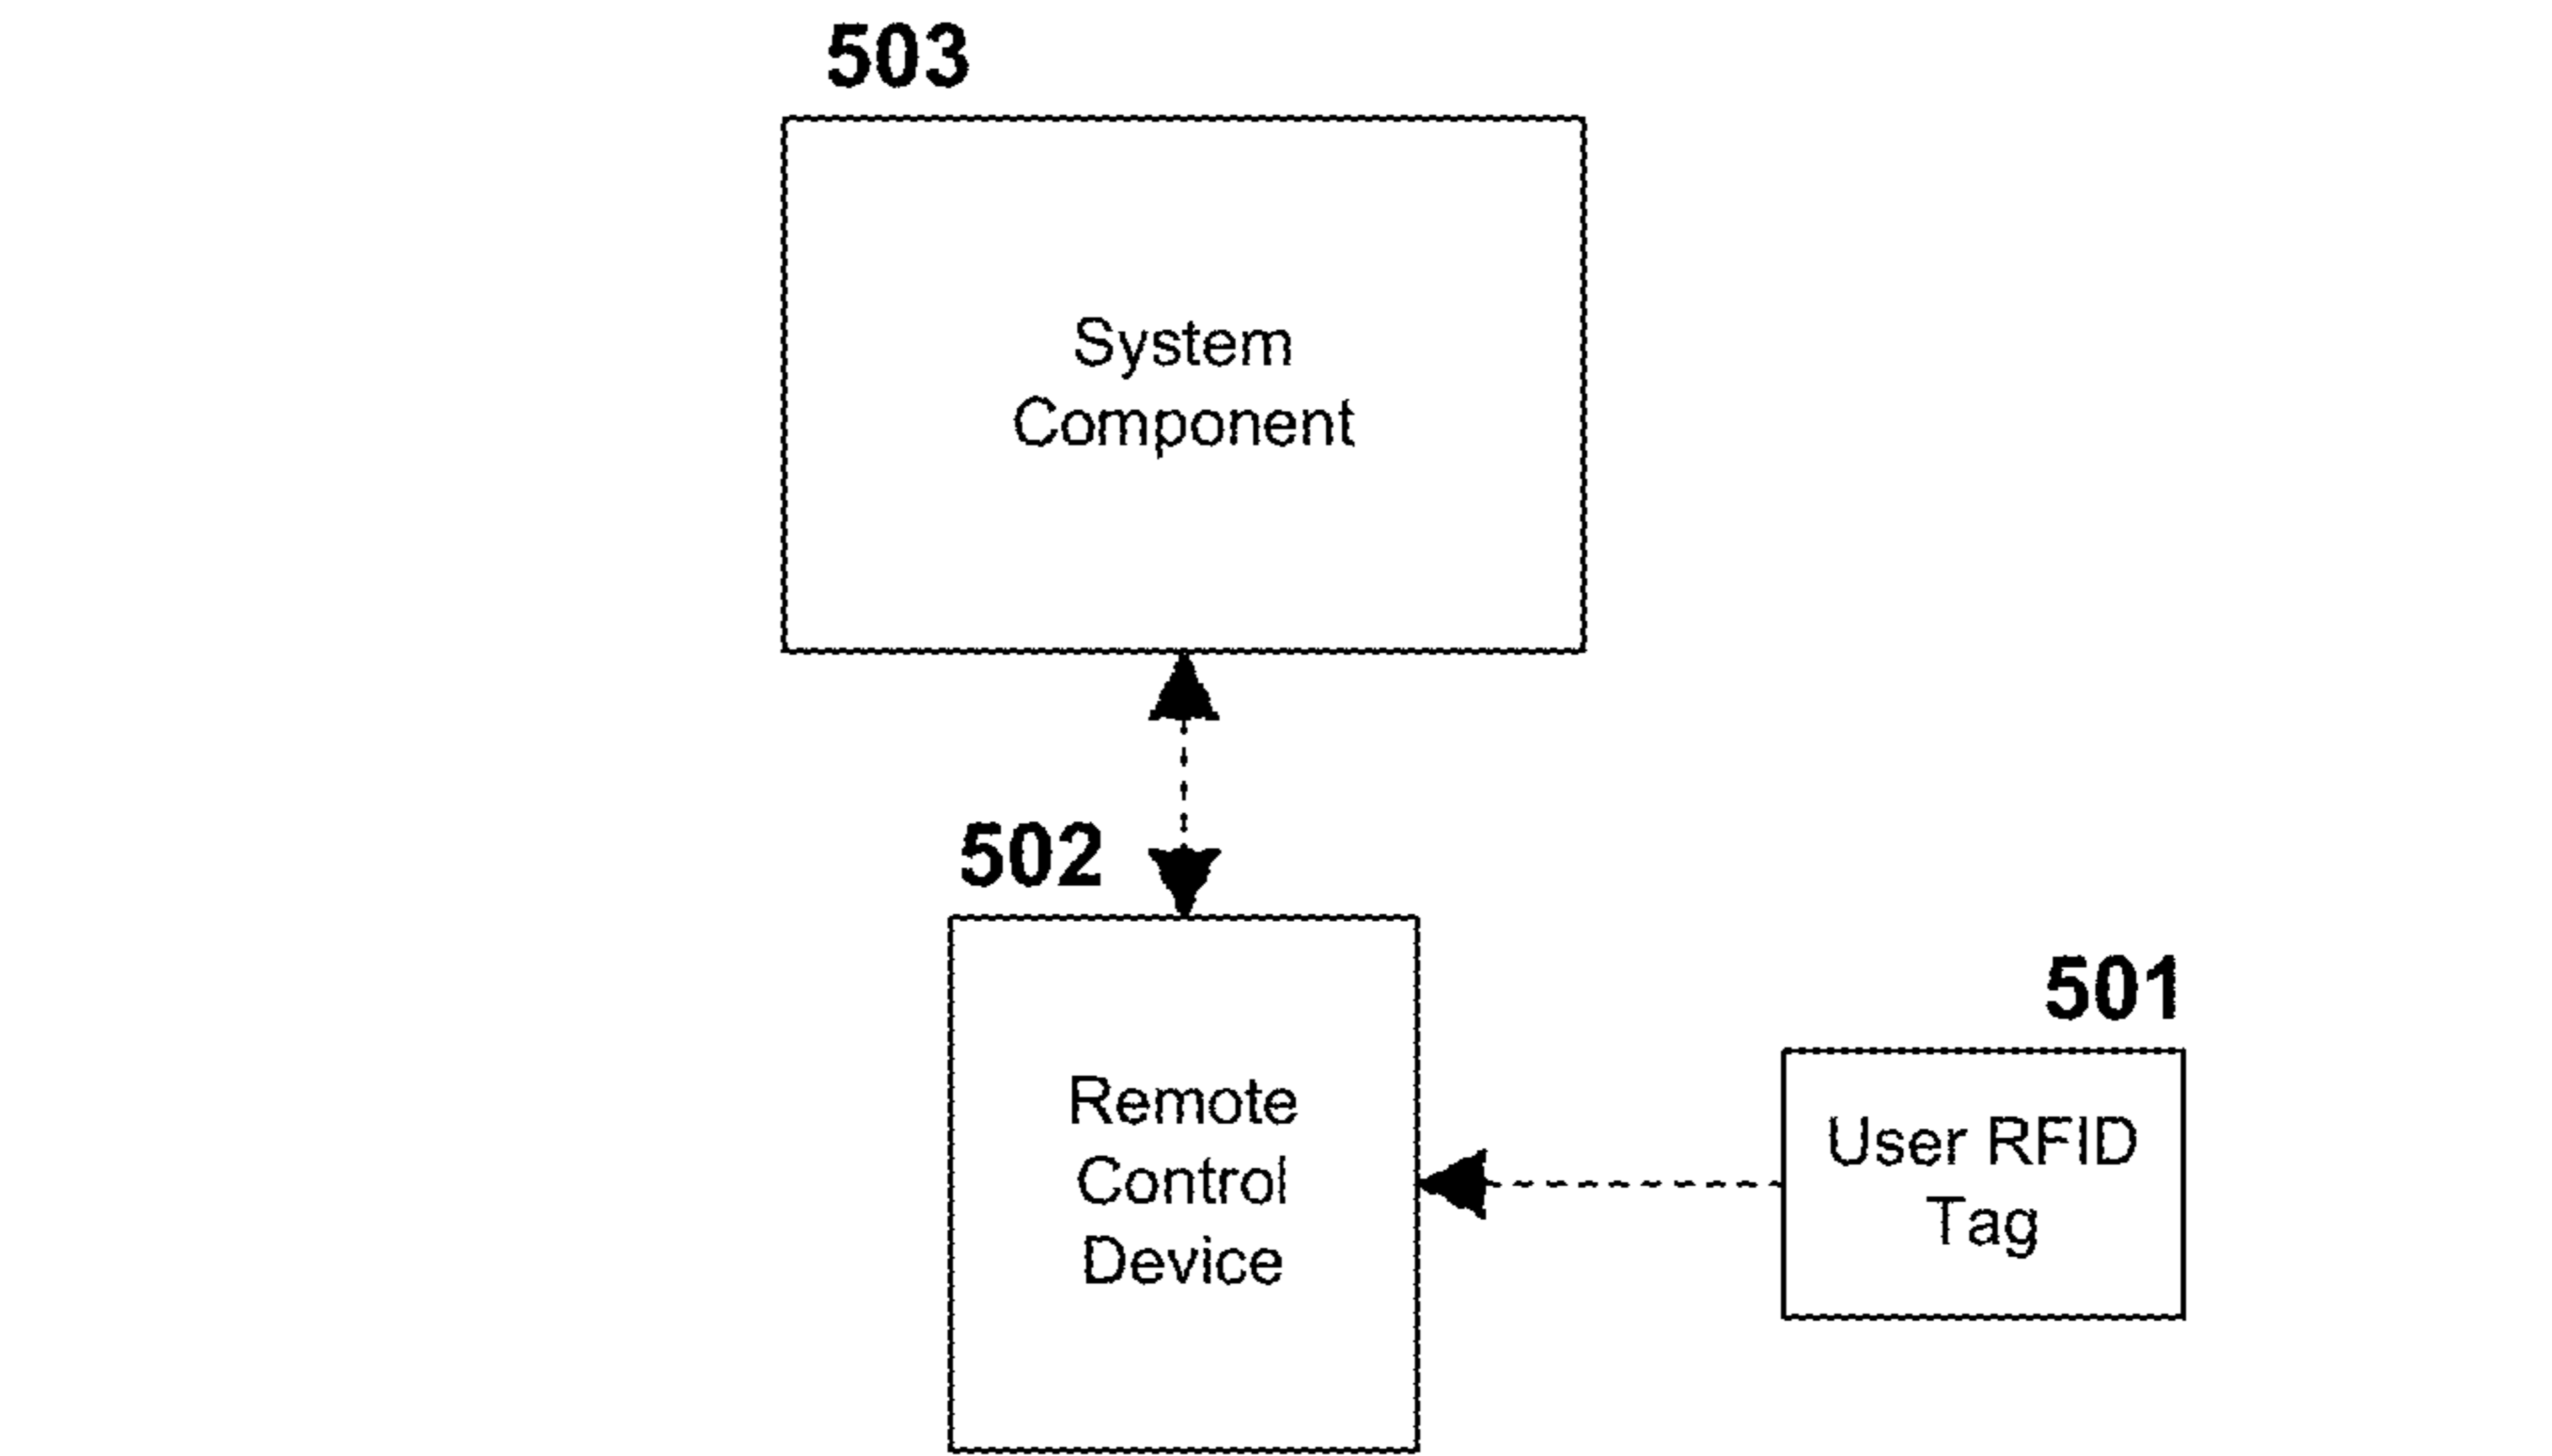 503
System
Component
502
Remote
Control
Device
501
User RFID
Tag